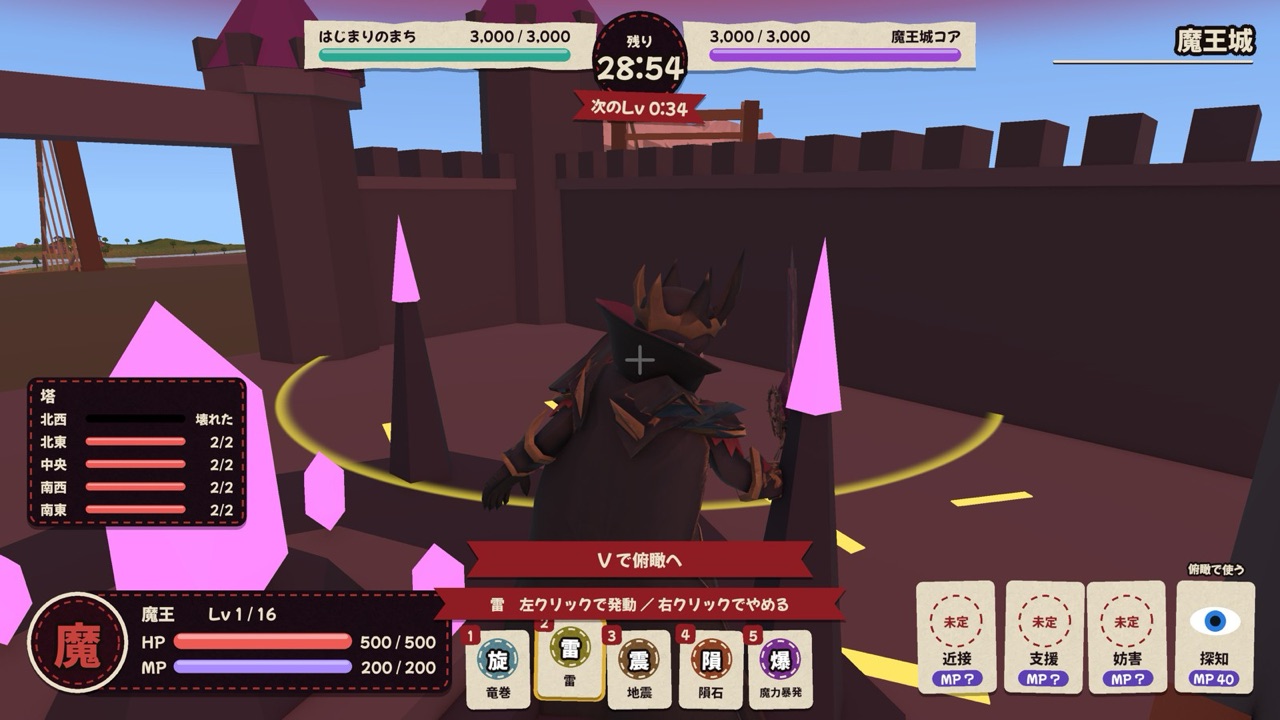 はじまりのまち 3,000 / 3,000
残り
28:54
3,000 / 3,000 魔王城コア
魔王城
次のLv 0:34
塔
北西 壊れた
北東 2/2
中央 2/2
南西 2/2
南東 2/2
Vで俯瞰へ
雷 左クリックで発動／右クリックでやめる
魔
魔王 Lv 1 / 16
HP 500 / 500
MP 200 / 200
1 旋 竜巻
2 雷 雷
3 震 地震
4 隕 隕石
5 爆 魔力暴発
俯瞰で使う
未定 近接 MP ?
未定 支援 MP ?
未定 妨害 MP ?
探知 MP 40